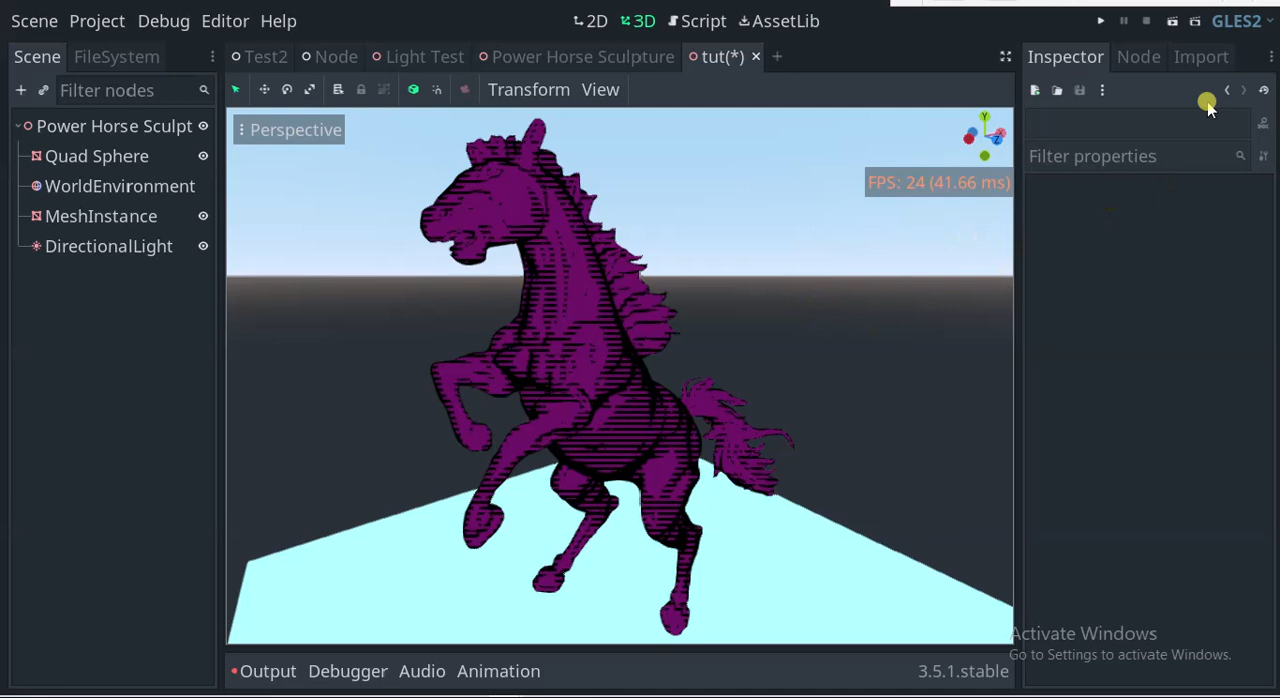 Scene Project Debug Editor Help 2D 3D Script AssetLib GLES2
Scene FileSystem Test2 Node Light Test Power Horse Sculpture tut(*) Inspector Node Import
Filter nodes Transform View
Power Horse Sculpt
Quad Sphere
WorldEnvironment
MeshInstance
DirectionalLight
Perspective
Y
Z
FPS: 24 (41.66 ms)
Filter properties
Activate Windows
Go to Settings to activate Windows.
Output Debugger Audio Animation 3.5.1.stable